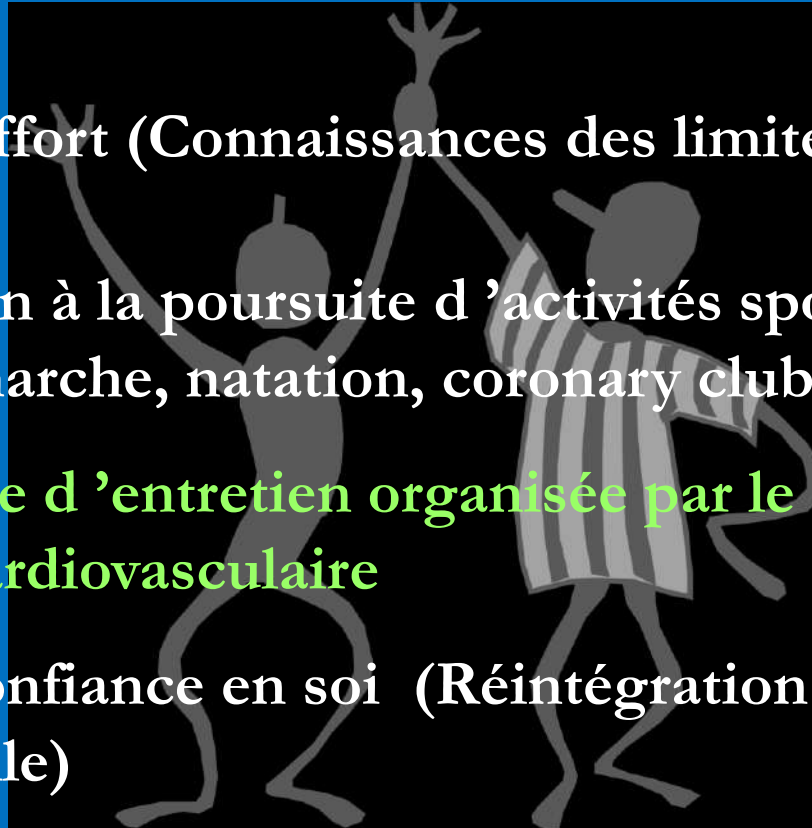 ffort (Connaissances des limite
n à la poursuite d ’activités spo
arche, natation, coronary club
e d ’entretien organisée par le
rdiovasculaire
onfiance en soi (Réintégration
le)